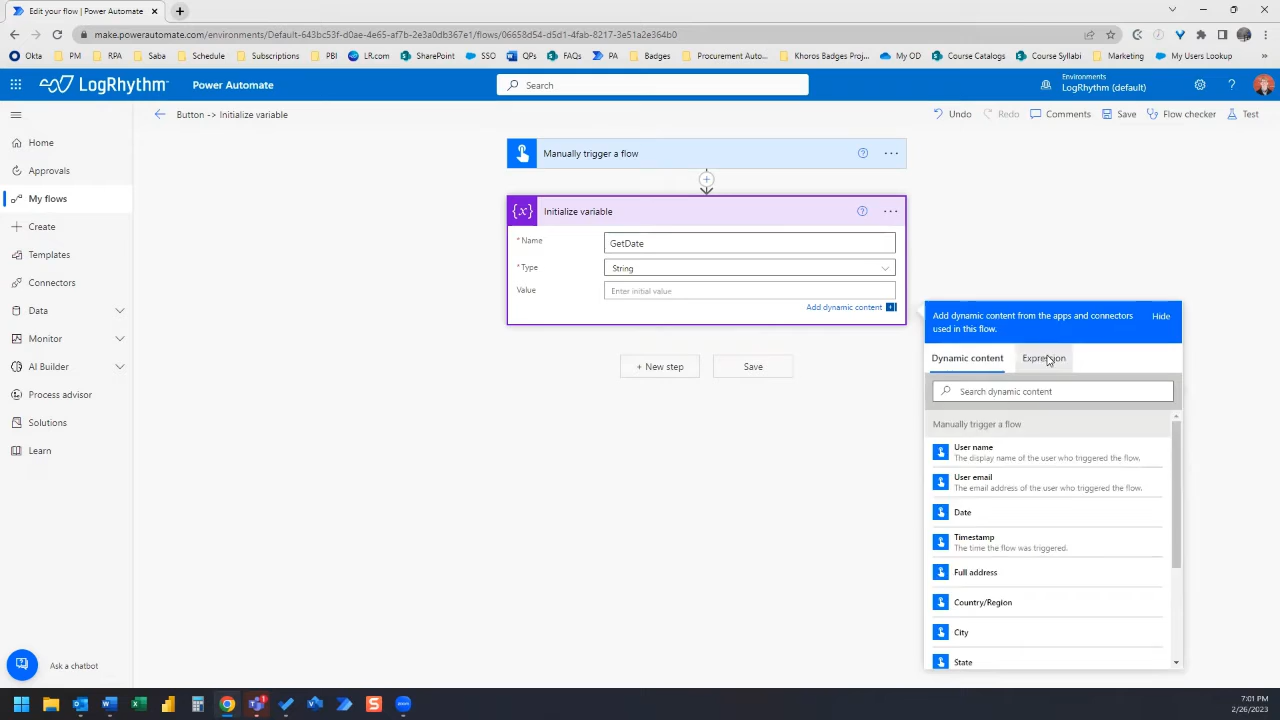 Edit your flow | Power Automate
make.powerautomate.com/environments/Default-643bc53f-d0ae-4e65-af7b-2e3a0db367e1/flows/06658d54-d5d1-4fab-8217-3e51a2e364b0
Okta PM RPA Saba Schedule Subscriptions PBI LR.com SharePoint SSO QPs FAQs PA Badges Procurement Auto... Khoros Badges Proj... My OD Course Catalogs Course Syllabi Marketing My Users Lookup »
LogRhythm Power Automate
Search
Environments
LogRhythm (default)
?
Button -> Initialize variable
Undo Redo Comments Save Flow checker Test
Home
Approvals
My flows
Create
Templates
Connectors
Data
Monitor
AI Builder
Process advisor
Solutions
Learn
Ask a chatbot
Manually trigger a flow
{x} Initialize variable
* Name GetDate
* Type String
Value Enter initial value
Add dynamic content
+ New step Save
Add dynamic content from the apps and connectors
used in this flow.
Hide
Dynamic content Expression
Search dynamic content
Manually trigger a flow
User name
The display name of the user who triggered the flow.
User email
The email address of the user who triggered the flow.
Date
Timestamp
The time the flow was triggered.
Full address
Country/Region
City
State
7:01 PM
2/26/2023